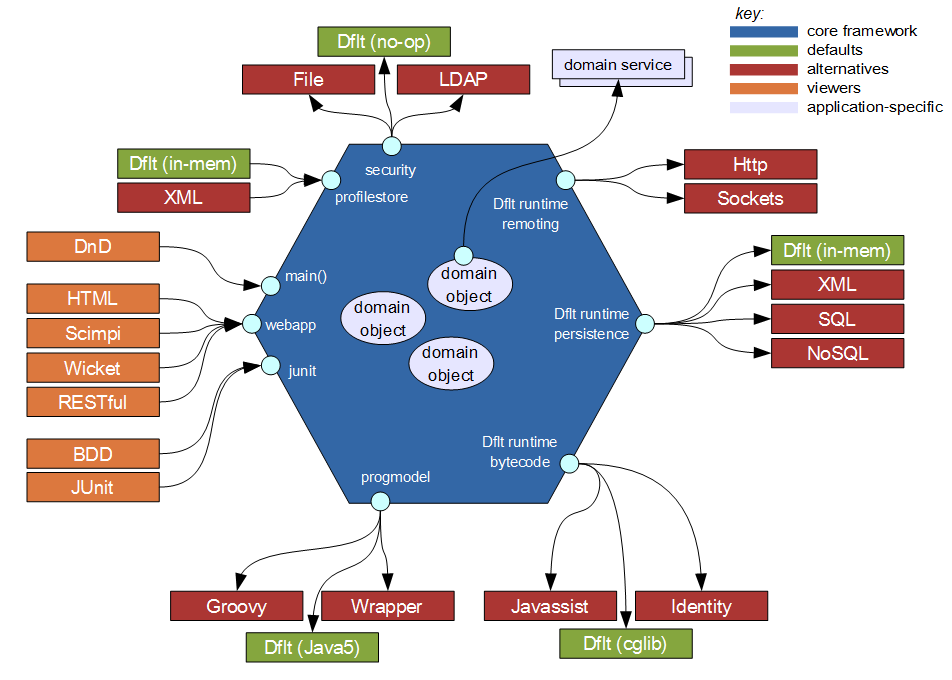 key:
core framework
defaults
alternatives
viewers
application-specific
Dflt (no-op)
File
LDAP
domain service
Dflt (in-mem)
XML
security
profilestore
Dflt runtime
remoting
Http
Sockets
DnD
HTML
Scimpi
Wicket
RESTful
BDD
JUnit
main()
webapp
junit
domain
object
domain
object
domain
object
Dflt runtime
persistence
Dflt (in-mem)
XML
SQL
NoSQL
Dflt runtime
bytecode
progmodel
Groovy
Wrapper
Dflt (Java5)
Javassist
Identity
Dflt (cglib)